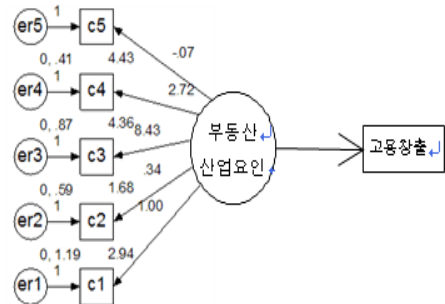 1
er5
c5
-.07
0, .41
4.43
1
er4
c4
2.72
0, .87
4.36
8.43
1
er3
c3
부동산
산업요인
고용창출
.34
0, .59
1.68
1.00
1
er2
c2
0, 1.19
2.94
1
er1
c1